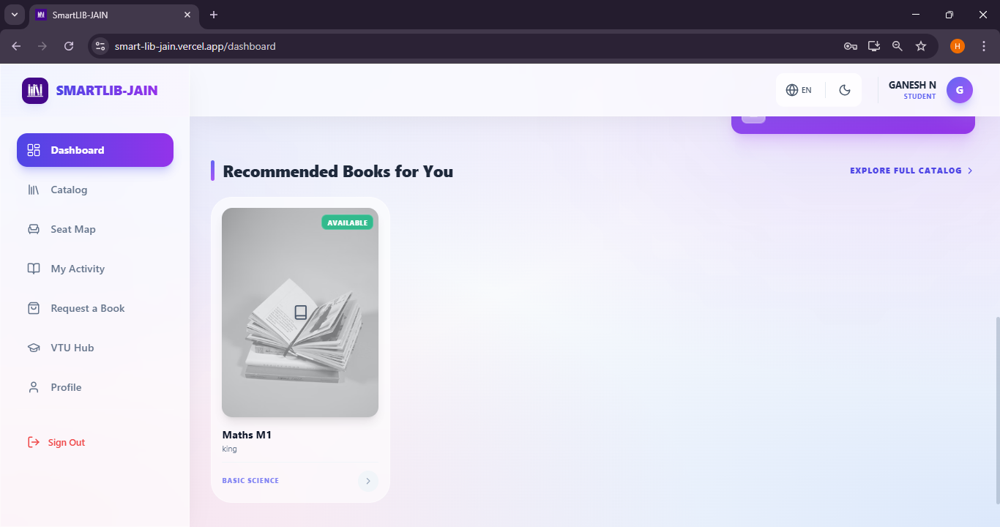 SmartLIB-JAIN
smart-lib-jain.vercel.app/dashboard
H
SMARTLIB-JAIN
EN
GANESH N
STUDENT
G
Dashboard
Catalog
Seat Map
My Activity
Request a Book
VTU Hub
Profile
Sign Out
Recommended Books for You
EXPLORE FULL CATALOG
AVAILABLE
Maths M1
king
BASIC SCIENCE